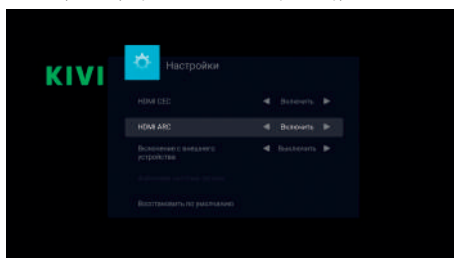 KIVI
Настройки
HDMI CEC
Включить
HDMI ARC
Включить
Включение с внешнего
устройства
Выключить
Восстановить по умолчанию